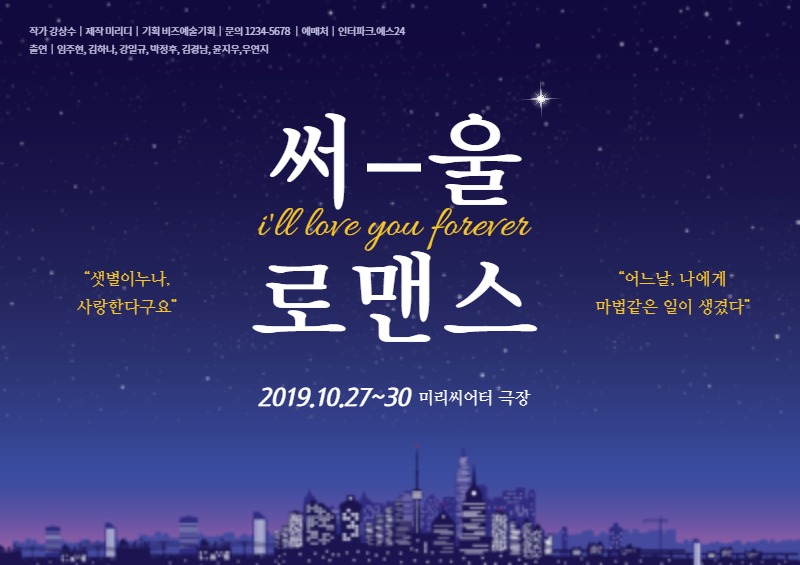 작가 강상수 | 제작 미리디 | 기획 비즈예술기획 | 문의 1234-5678 | 예매처 | 인터파크.예스24
출연 | 임주현, 김하나, 강일규, 박정후, 김경남, 윤지우,우연지
써-울
i'll love you forever
로맨스
“샛별이누나,
사랑한다구요”
“어느날, 나에게
마법같은 일이 생겼다”
2019.10.27~30 미리씨어터 극장